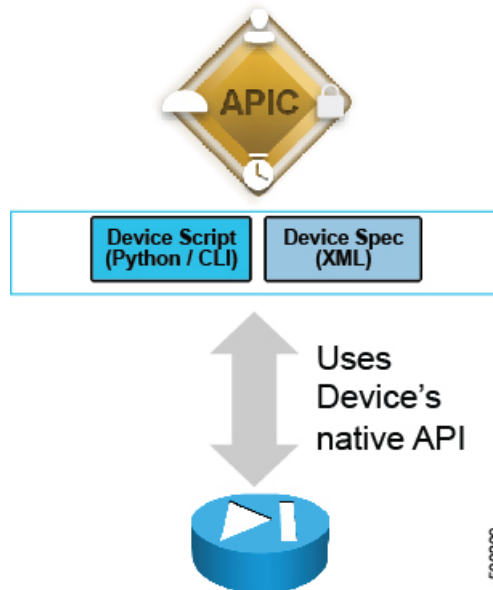 APIC
Device Script
(Python / CLI)
Device Spec
(XML)
Uses
Device's
native API